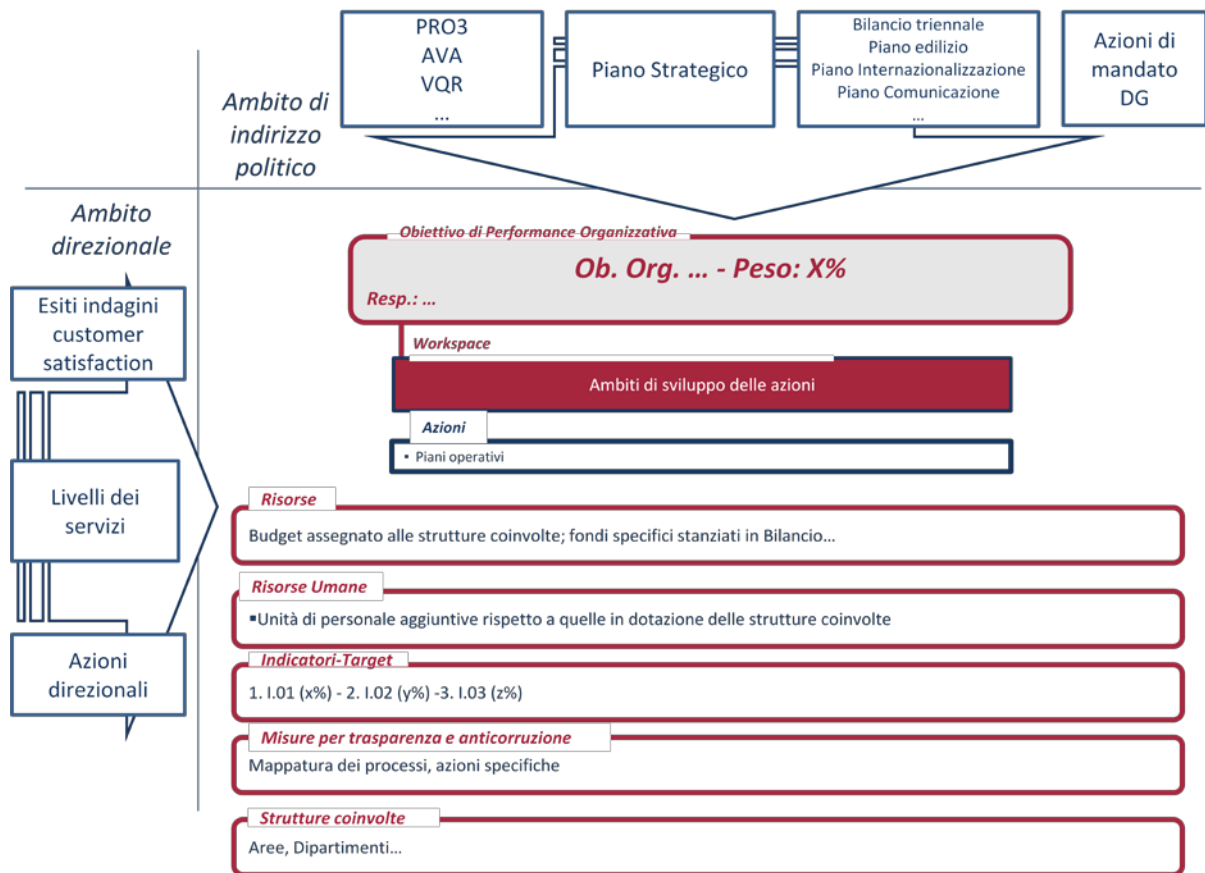 PRO3
AVA
VQR
...
Piano Strategico
Bilancio triennale
Piano edilizio
Piano Internazionalizzazione
Piano Comunicazione
...
Azioni di
mandato
DG
Ambito di
indirizzo
politico
Ambito
direzionale
Esiti indagini
customer
satisfaction
Livelli dei
servizi
Azioni
direzionali
Obiettivo di Performance Organizzativa
Ob. Org. ... - Peso: X%
Resp.: ...
Workspace
Ambiti di sviluppo delle azioni
Azioni
▪ Piani operativi
Risorse
Budget assegnato alle strutture coinvolte; fondi specifici stanziati in Bilancio...
Risorse Umane
▪Unità di personale aggiuntive rispetto a quelle in dotazione delle strutture coinvolte
Indicatori-Target
1. I.01 (x%) - 2. I.02 (y%) -3. I.03 (z%)
Misure per trasparenza e anticorruzione
Mappatura dei processi, azioni specifiche
Strutture coinvolte
Aree, Dipartimenti...